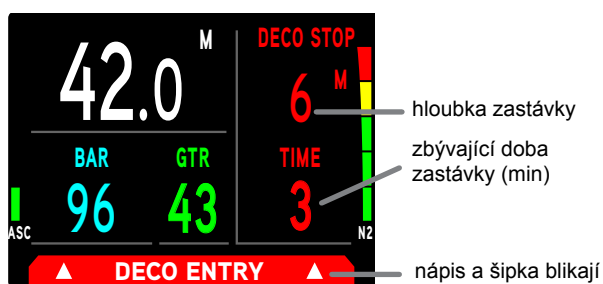 M
DECO STOP
42.0
6 M
hloubka zastávky
BAR
GTR
TIME
zbývající doba
zastávky (min)
96
43
3
ASC
N2
▲ DECO ENTRY ▲
nápis a šipka blikají